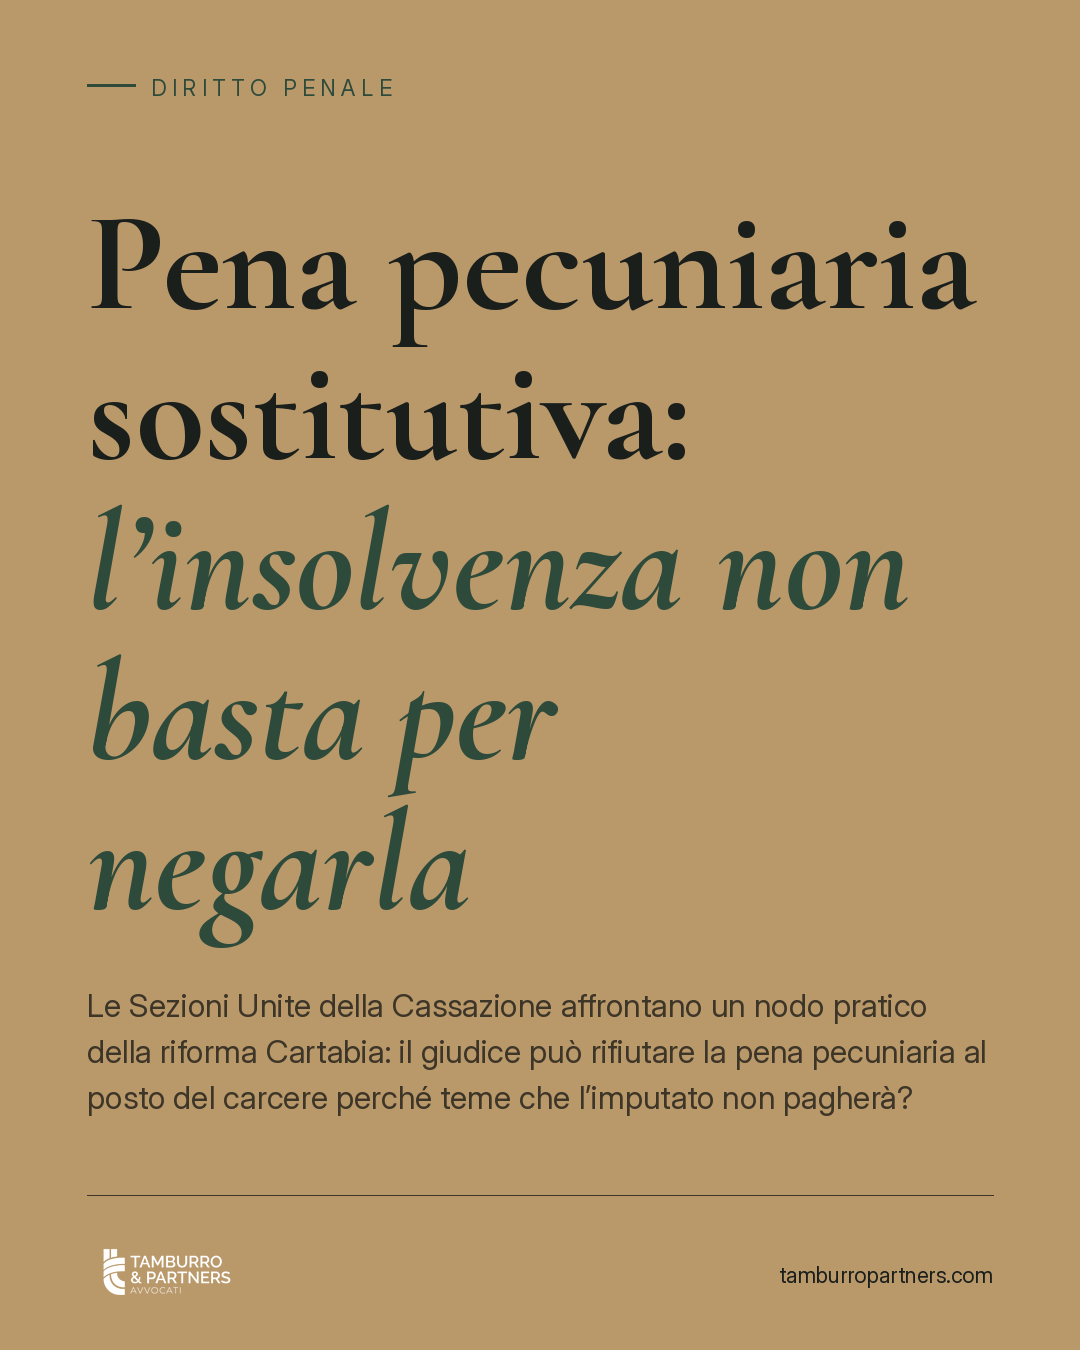 DIRITTO PENALE
Pena pecuniaria
sostitutiva:
l’insolvenza non
basta per
negarla
Le Sezioni Unite della Cassazione affrontano un nodo pratico
della riforma Cartabia: il giudice può rifiutare la pena pecuniaria al
posto del carcere perché teme che l’imputato non pagherà?
TAMBURRO
& PARTNERS
AVVOCATI
tamburropartners.com